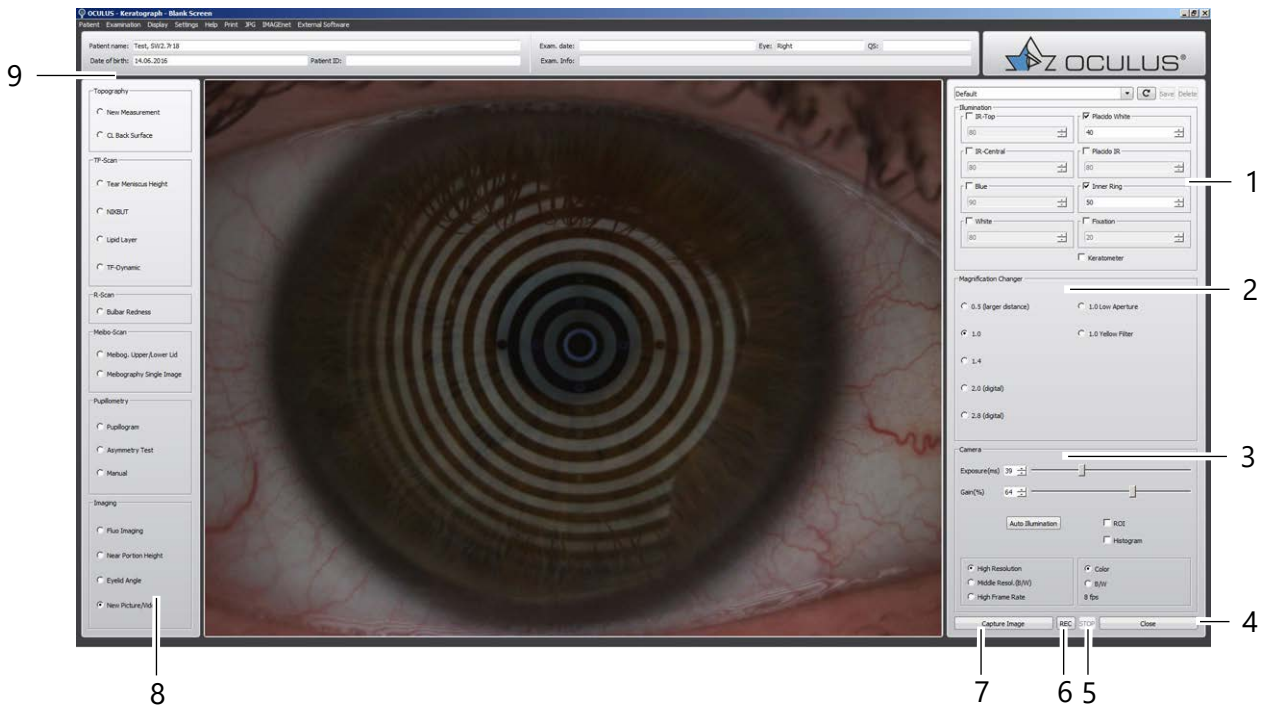 OCULUS - Keratograph - Blank Screen
Patient Examination Display Settings Help Print JPG IMAGEnet External Software
Patient name: Test, SW2.7r18
Exam. date: Eye: Right QS:
Date of birth: 14.06.2016 Patient ID:
Exam. Info:
OCULUS®
9
Topography
New Measurement
CL Back Surface
TF-Scan
Tear Meniscus Height
NIKBUT
Lipid Layer
TF-Dynamic
R-Scan
Bulbar Redness
Meibo-Scan
Meibog. Upper/Lower Lid
Meibography Single Image
Pupillometry
Pupillogram
Asymmetry Test
Manual
Imaging
Fluo Imaging
Near Portion Height
Eyelid Angle
New Picture/Video
8
Default Save Delete
Illumination
IR-Top Placido White
80 40
IR-Central Placido IR
80 80
1
Blue Inner Ring
90 50
White Fixation
80 20
Keratometer
Magnification Changer
2
0.5 (larger distance) 1.0 Low Aperture
1.0 1.0 Yellow Filter
1.4
2.0 (digital)
2.8 (digital)
Camera
3
Exposure(ms) 39
Gain(%) 64
Auto Illumination ROI
Histogram
High Resolution Color
Middle Resol.(B/W) B/W
High Frame Rate 8 fps
Capture Image REC STOP Close
4
7 6 5